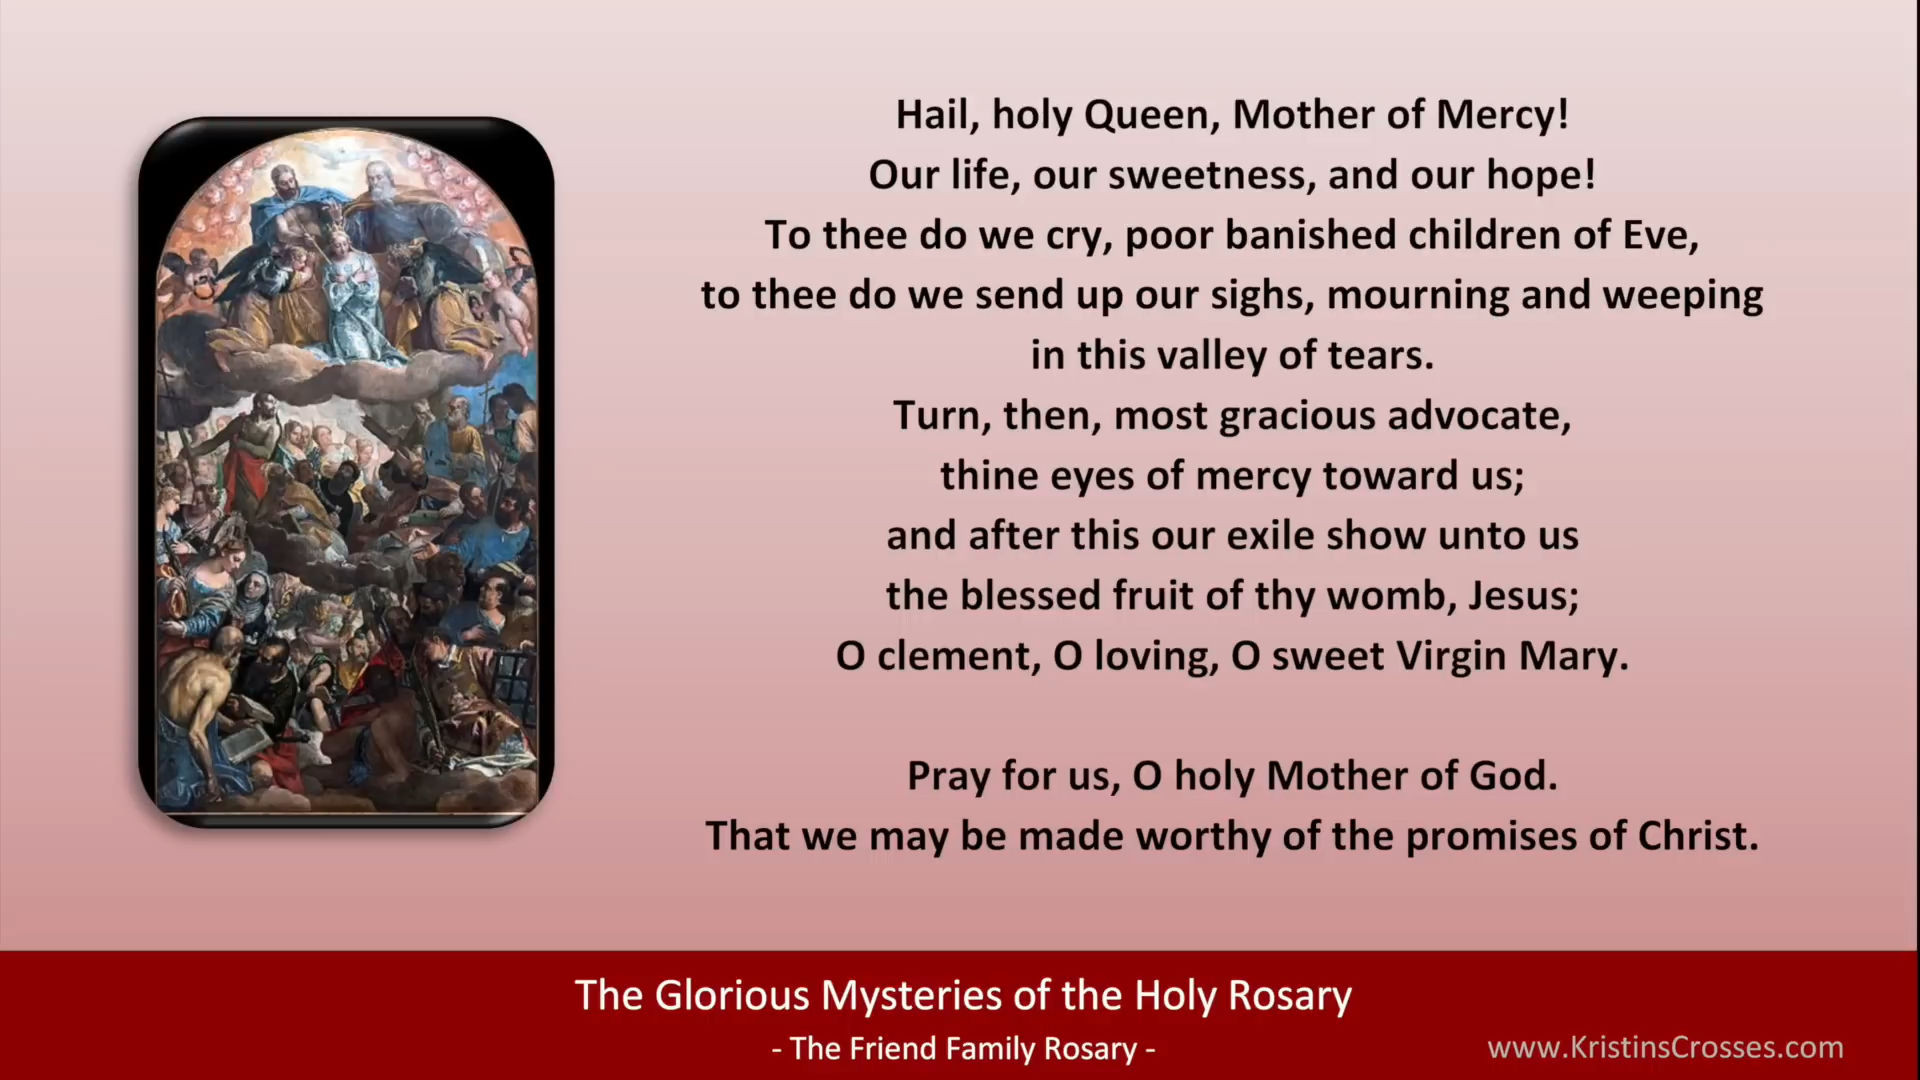 Hail, holy Queen, Mother of Mercy!
Our life, our sweetness, and our hope!
To thee do we cry, poor banished children of Eve,
to thee do we send up our sighs, mourning and weeping
in this valley of tears.
Turn, then, most gracious advocate,
thine eyes of mercy toward us;
and after this our exile show unto us
the blessed fruit of thy womb, Jesus;
O clement, O loving, O sweet Virgin Mary.
Pray for us, O holy Mother of God.
That we may be made worthy of the promises of Christ.
The Glorious Mysteries of the Holy Rosary
- The Friend Family Rosary -
www.KristinsCrosses.com